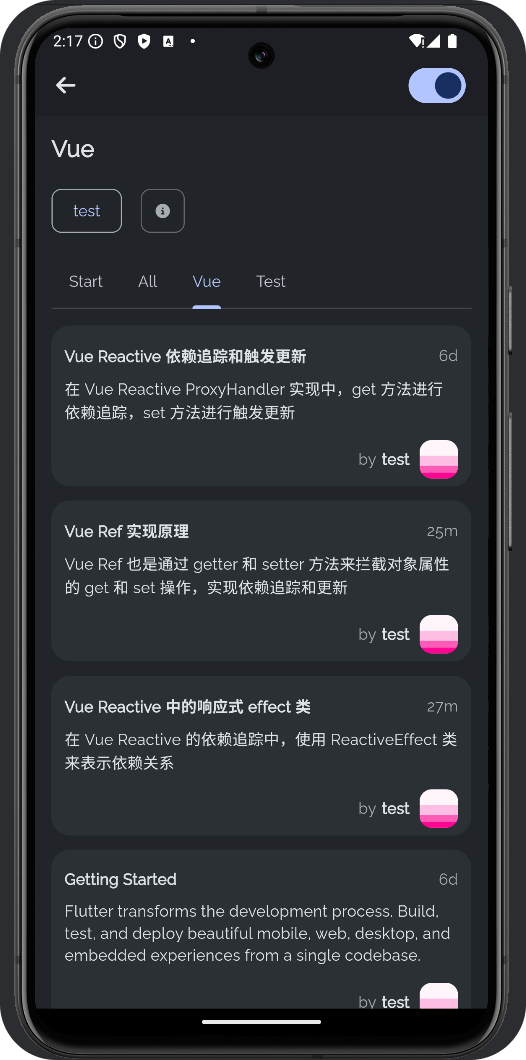 2:17
Vue
test
Start All Vue Test
Vue Reactive 依赖追踪和触发更新 6d
在 Vue Reactive ProxyHandler 实现中，get 方法进行
依赖追踪，set 方法进行触发更新
by test
Vue Ref 实现原理 25m
Vue Ref 也是通过 getter 和 setter 方法来拦截对象属性
的 get 和 set 操作，实现依赖追踪和更新
by test
Vue Reactive 中的响应式 effect 类 27m
在 Vue Reactive 的依赖追踪中，使用 ReactiveEffect 类
来表示依赖关系
by test
Getting Started 6d
Flutter transforms the development process. Build,
test, and deploy beautiful mobile, web, desktop, and
embedded experiences from a single codebase.
by test